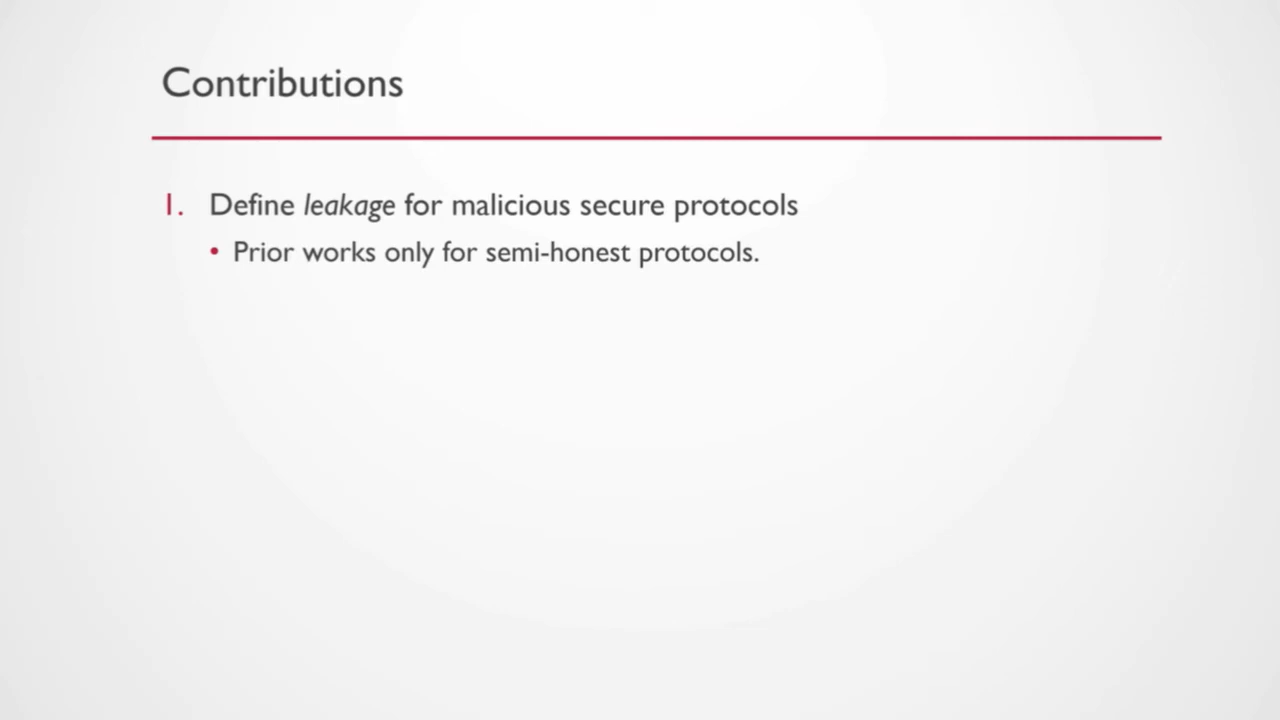 Contributions
1. Define leakage for malicious secure protocols
• Prior works only for semi-honest protocols.